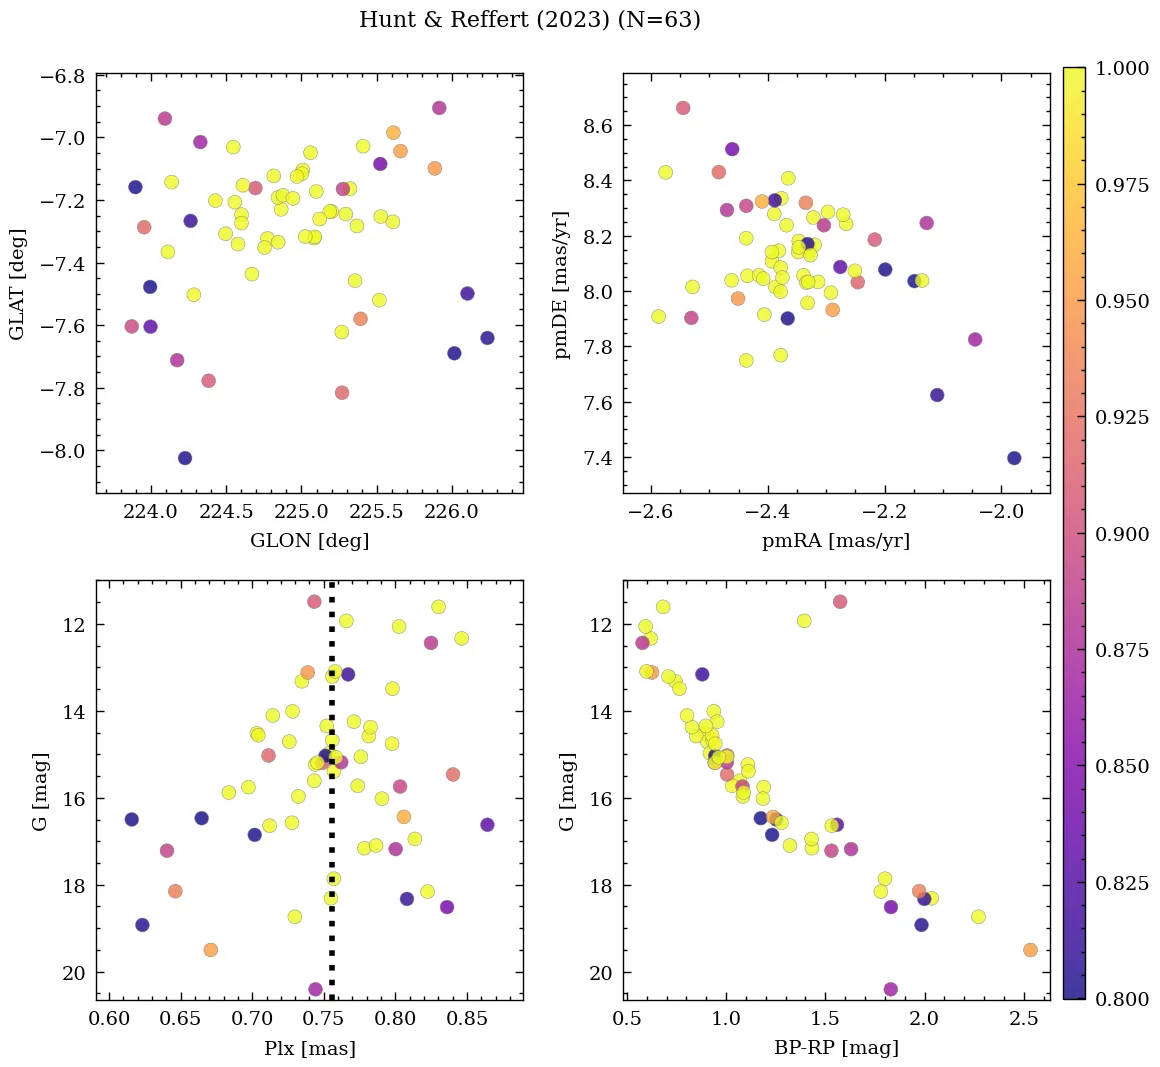 Hunt & Reffert (2023) (N=63)
−6.8
−7.0
−7.2
−7.4
−7.6
−7.8
−8.0
GLAT [deg]
224.0 224.5 225.0 225.5 226.0
GLON [deg]
8.6
8.4
8.2
8.0
7.8
7.6
7.4
pmDE [mas/yr]
−2.6 −2.4 −2.2 −2.0
pmRA [mas/yr]
12
14
16
18
20
G [mag]
0.60 0.65 0.70 0.75 0.80 0.85
Plx [mas]
12
14
16
18
20
G [mag]
0.5 1.0 1.5 2.0 2.5
BP-RP [mag]
1.000
0.975
0.950
0.925
0.900
0.875
0.850
0.825
0.800